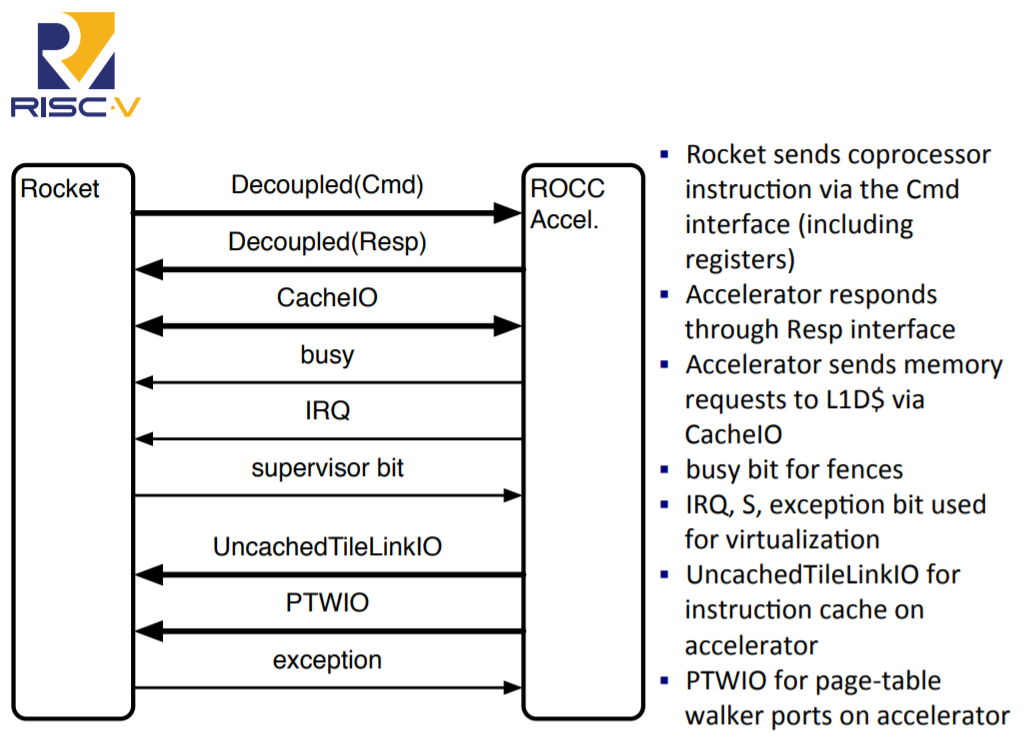 RISC-V
Rocket
Decoupled(Cmd)
ROCC
Accel.
Decoupled(Resp)
CacheIO
busy
IRQ
supervisor bit
UncachedTileLinkIO
PTWIO
exception
▪ Rocket sends coprocessor
instruction via the Cmd
interface (including
registers)
▪ Accelerator responds
through Resp interface
▪ Accelerator sends memory
requests to L1D$ via
CacheIO
▪ busy bit for fences
▪ IRQ, S, exception bit used
for virtualization
▪ UncachedTileLinkIO for
instruction cache on
accelerator
▪ PTWIO for page-table
walker ports on accelerator